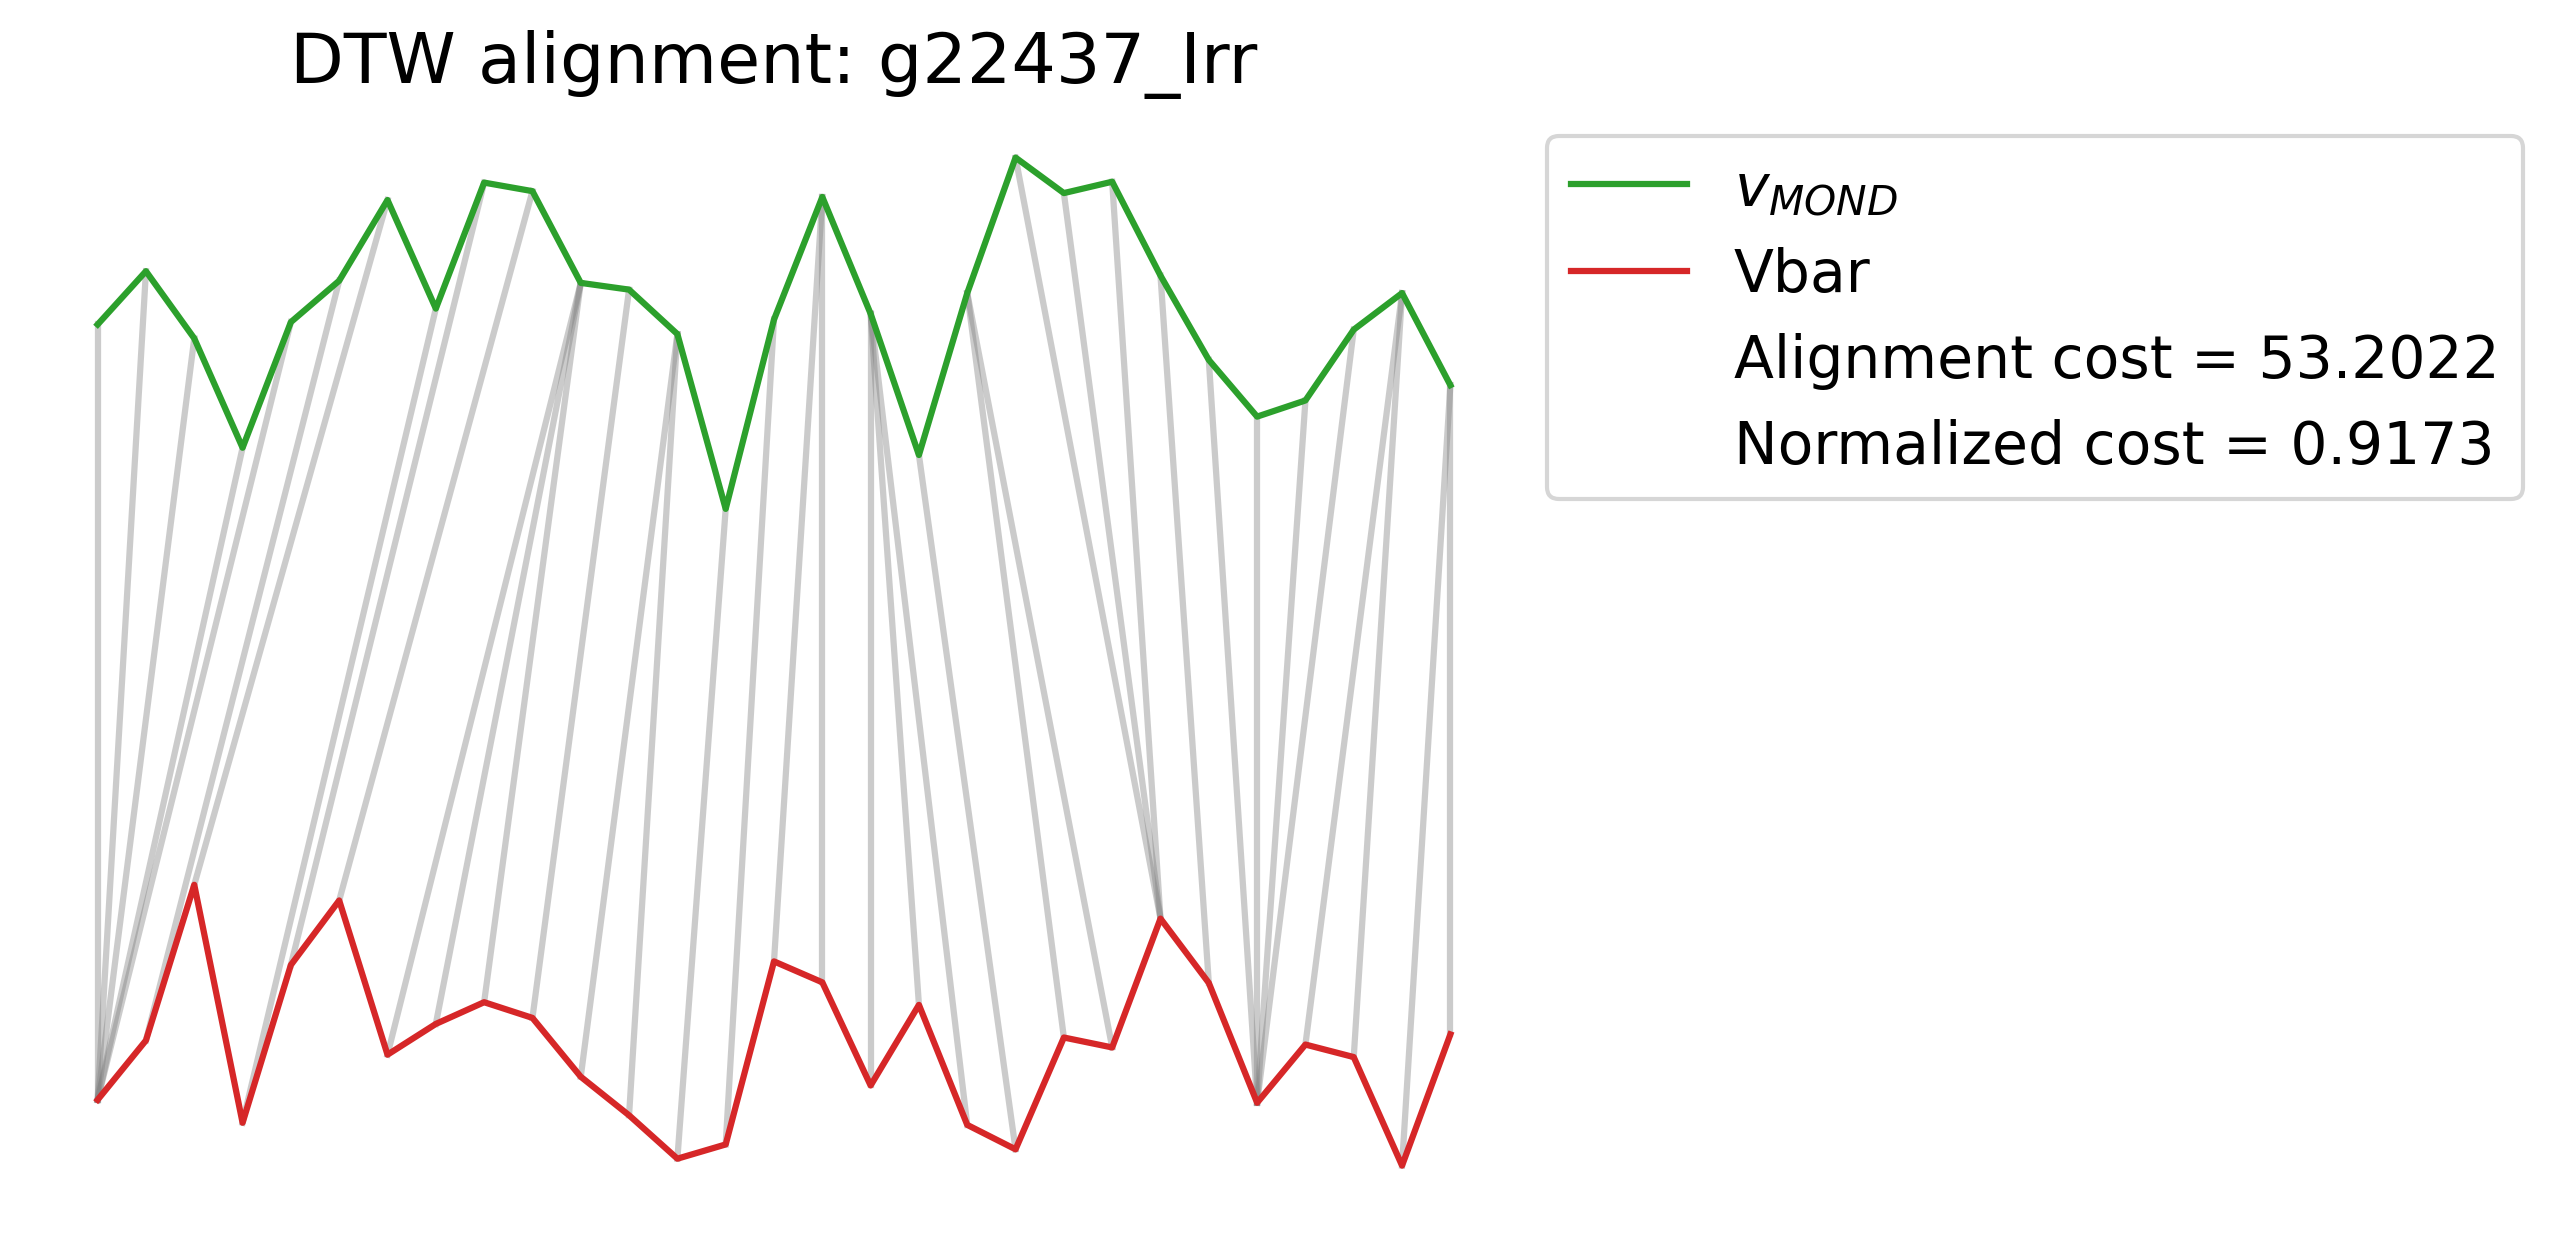 DTW alignment: g22437_Irr
v_MOND
Vbar
Alignment cost = 53.2022
Normalized cost = 0.9173